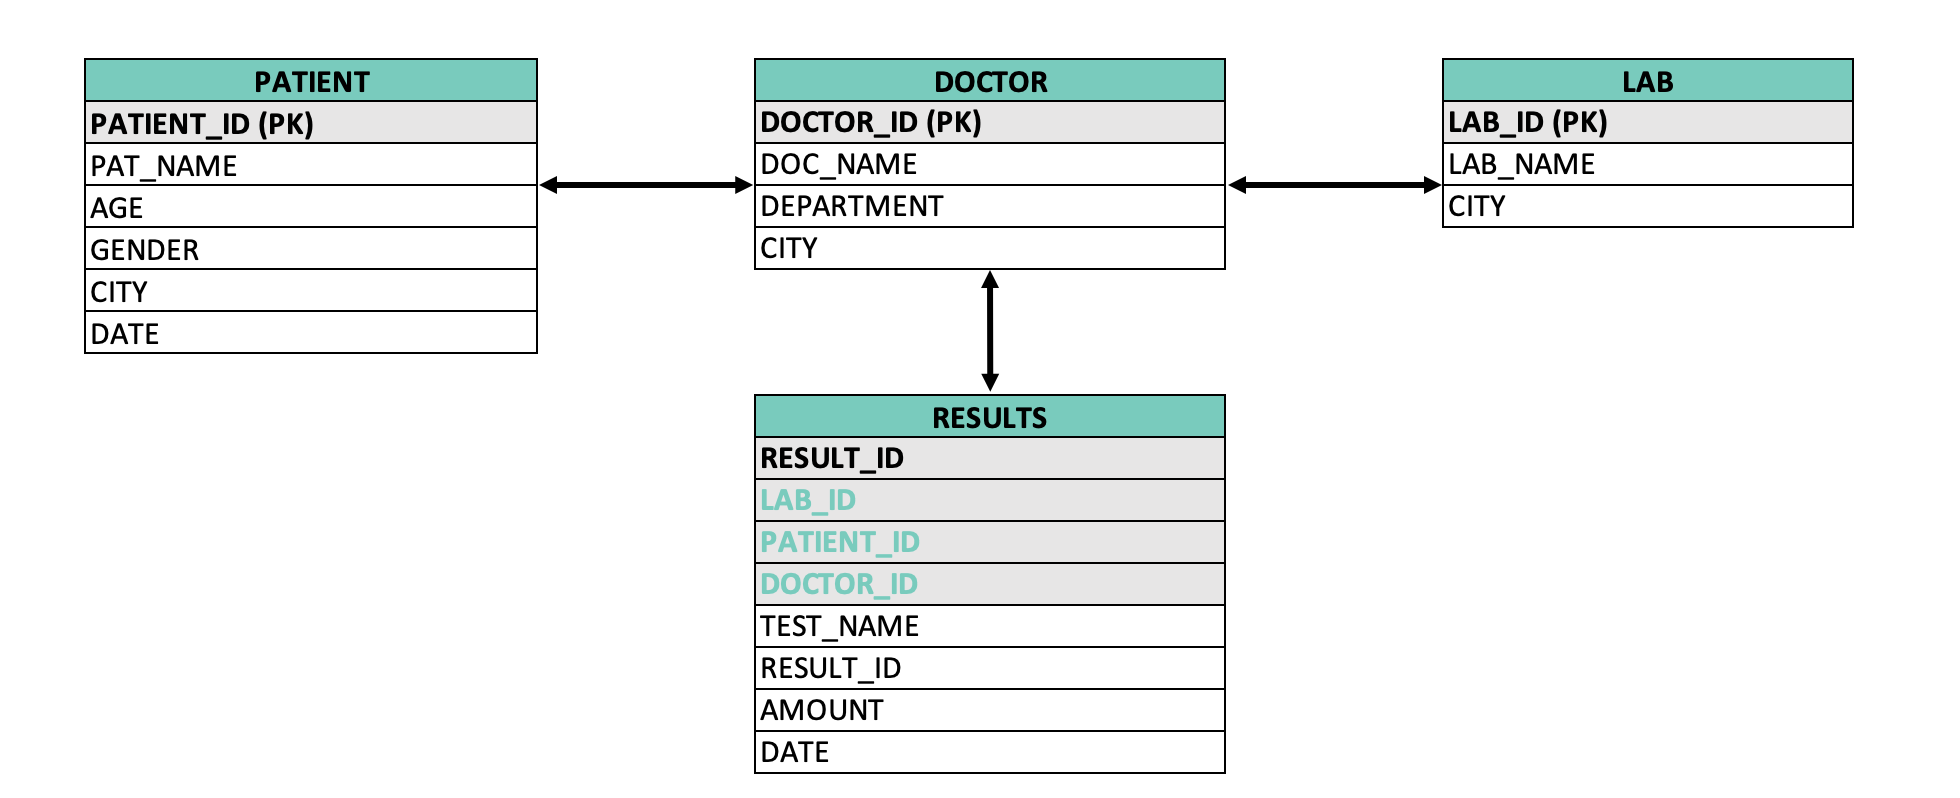 PATIENT
PATIENT_ID (PK)
PAT_NAME
AGE
GENDER
CITY
DATE
DOCTOR
DOCTOR_ID (PK)
DOC_NAME
DEPARTMENT
CITY
LAB
LAB_ID (PK)
LAB_NAME
CITY
RESULTS
RESULT_ID
LAB_ID
PATIENT_ID
DOCTOR_ID
TEST_NAME
RESULT_ID
AMOUNT
DATE